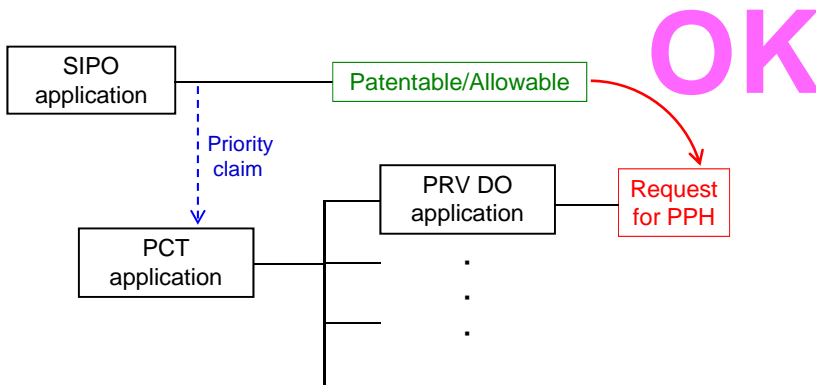 OK
SIPO
application
Patentable/Allowable
Priority
claim
PRV DO
application
Request
for PPH
PCT
application